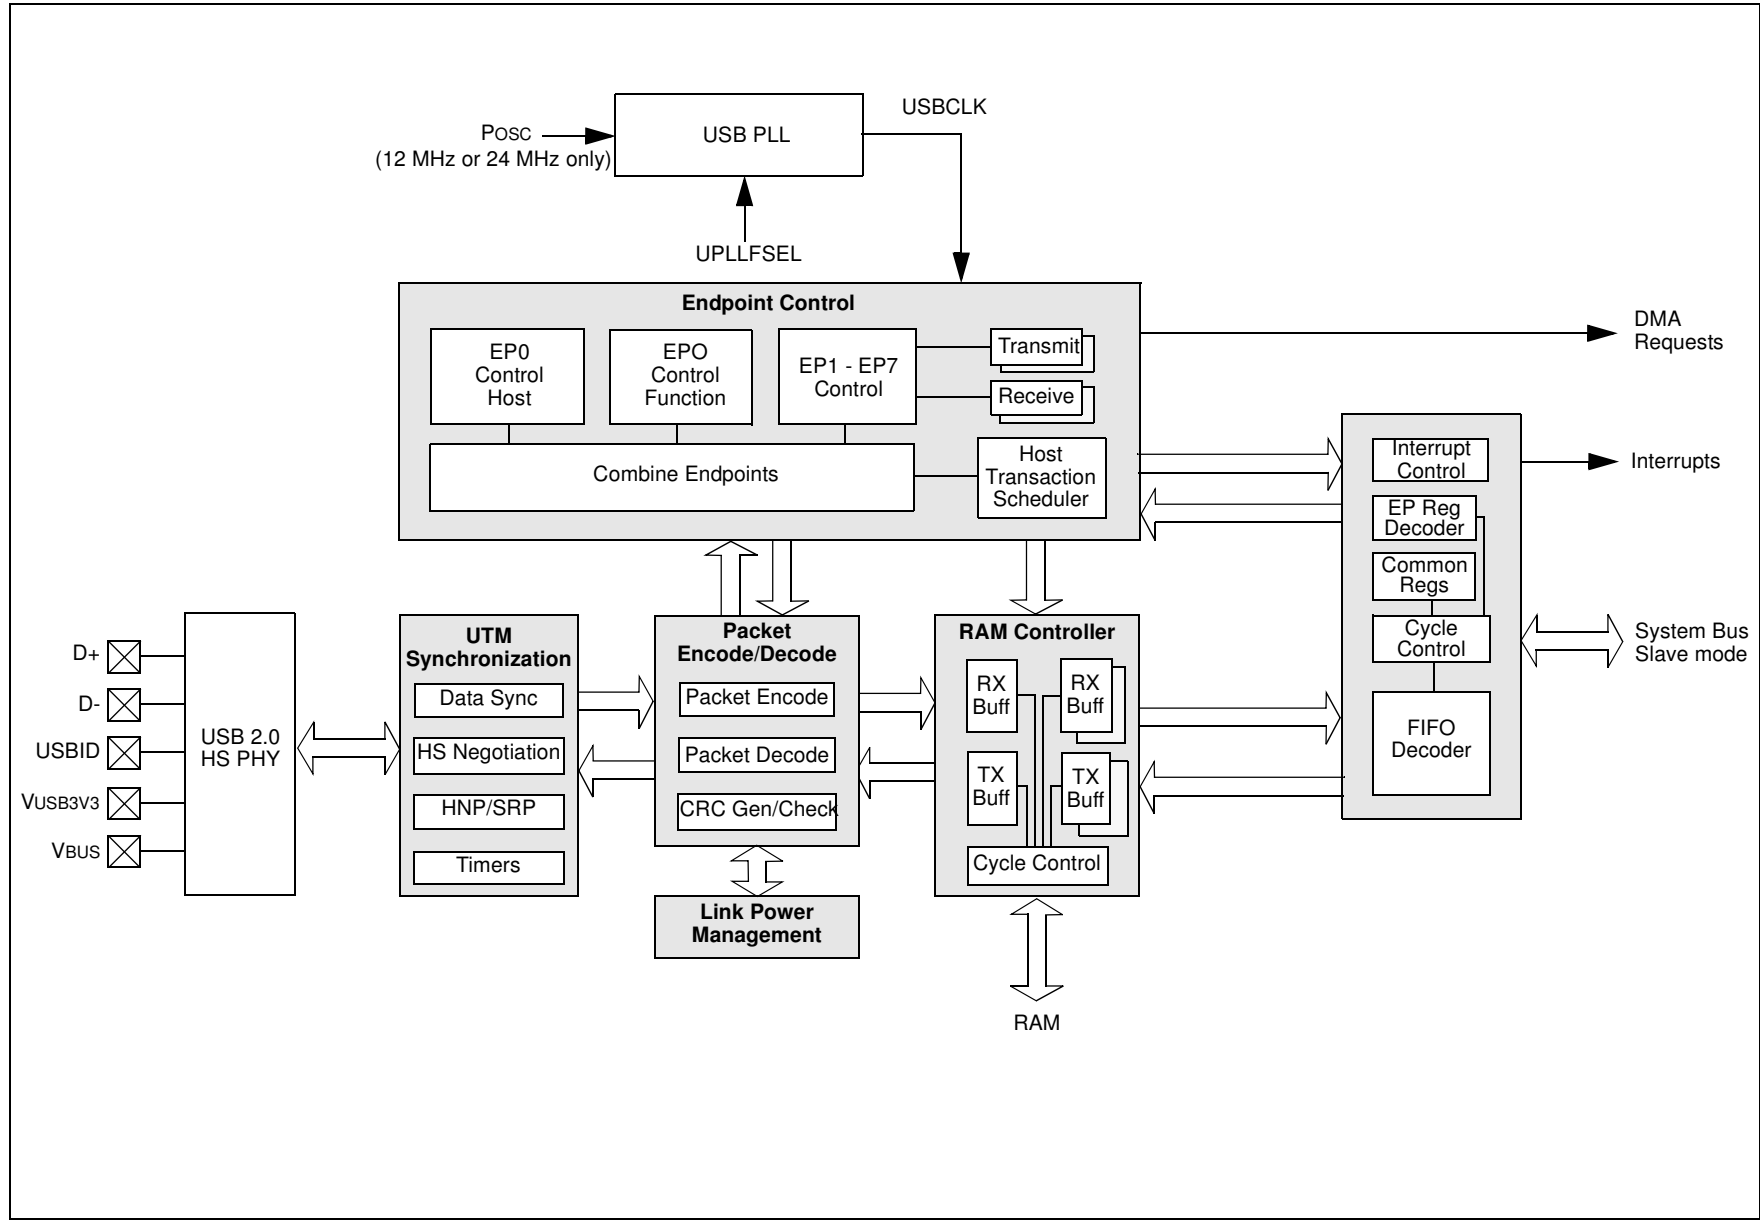 USBCLK
POSC
(12 MHz or 24 MHz only)
USB PLL
UPLLFSEL
Endpoint Control
EP0
Control
Host
EPO
Control
Function
EP1 - EP7
Control
Transmit
Receive
Combine Endpoints
Host
Transaction
Scheduler
DMA
Requests
Interrupt
Control
Interrupts
EP Reg
Decoder
Common
Regs
Cycle
Control
System Bus
Slave mode
FIFO
Decoder
D+
D-
USBID
VUSB3V3
VBUS
USB 2.0
HS PHY
UTM
Synchronization
Data Sync
HS Negotiation
HNP/SRP
Timers
Packet
Encode/Decode
Packet Encode
Packet Decode
CRC Gen/Check
Link Power
Management
RAM Controller
RX
Buff
RX
Buff
TX
Buff
TX
Buff
Cycle Control
RAM